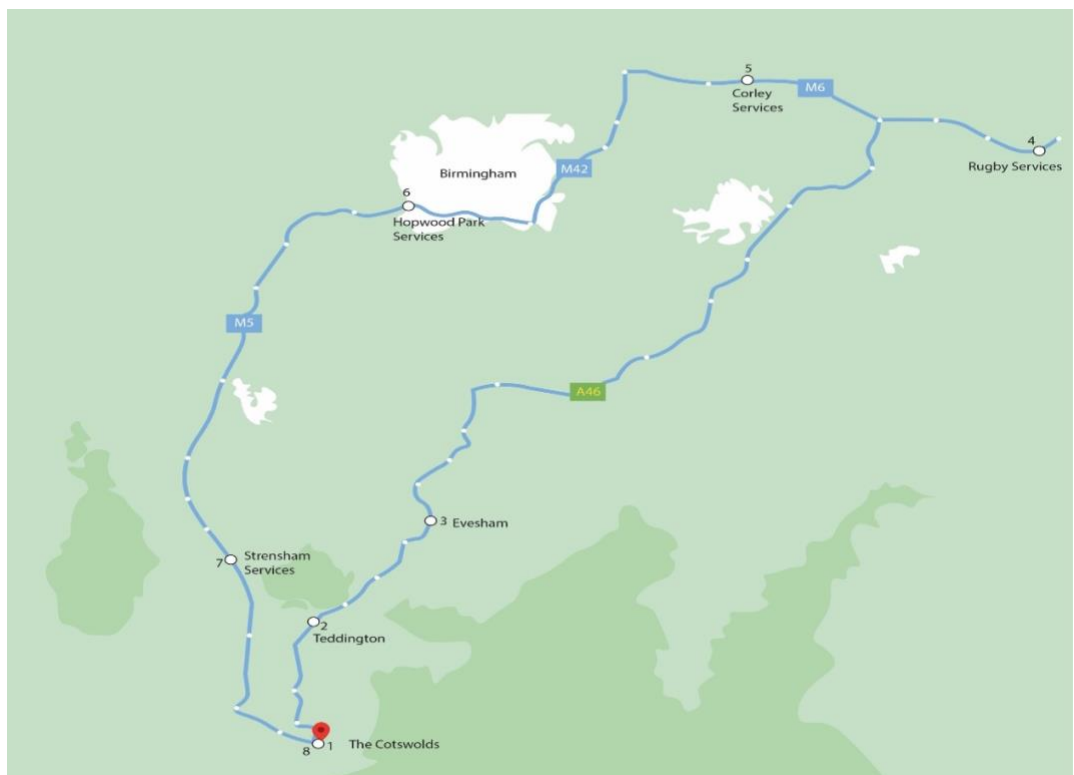 5
Corley
Services
M6
4
Rugby Services
Birmingham
M42
6
Hopwood Park
Services
M5
A46
3 Evesham
7
Strensham
Services
2
Teddington
8 1 The Cotswolds